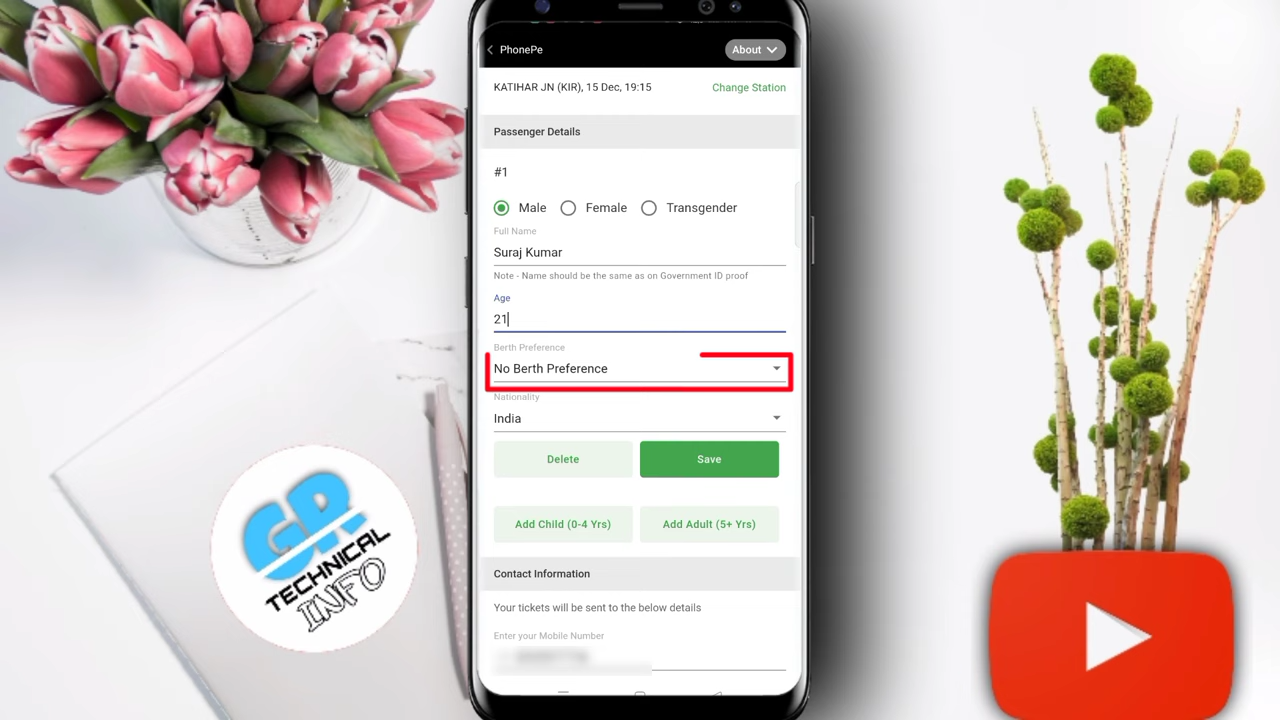 PhonePe
About
KATIHAR JN (KIR), 15 Dec, 19:15
Change Station
Passenger Details
#1
Male
Female
Transgender
Full Name
Suraj Kumar
Note - Name should be the same as on Government ID proof
Age
21
Berth Preference
No Berth Preference
Nationality
India
Delete
Save
Add Child (0-4 Yrs)
Add Adult (5+ Yrs)
Contact Information
Your tickets will be sent to the below details
Enter your Mobile Number
GR
TECHNICAL
INFO